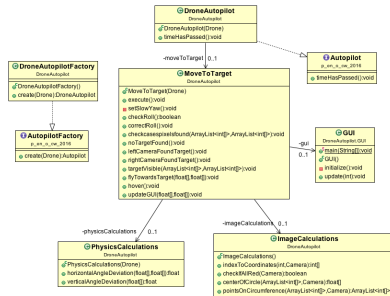 DroneAutopilot
DroneAutopilot
DroneAutopilot(Drone)
timeHasPassed():void
DroneAutopilotFactory
DroneAutopilot
DroneAutopilotFactory()
create(Drone):DroneAutopilot
AutopilotFactory
p_en_o_cw_2016
create(Drone):Autopilot
-moveToTarget 0..1
MoveToTarget
DroneAutopilot
MoveToTarget(Drone)
execute():void
setSlowYaw():void
checkRoll():boolean
correctRoll():void
checkcasespixelsfound(ArrayList<int[]>,ArrayList<int[]>):void
noTargetFound():void
leftCameraFoundTarget():void
rightCameraFoundTarget():void
targetVisible(ArrayList<int[]>,ArrayList<int[]>):void
flyTowardsTarget(float[],float[]):void
hover():void
updateGUI(float[],float[]):void
Autopilot
p_en_o_cw_2016
timeHasPassed():void
-gui
0..1
GUI
DroneAutopilot.GUI
main(String[]):void
GUI()
initialize():void
update(int):void
-physicsCalculations 0..1
PhysicsCalculations
DroneAutopilot
PhysicsCalculations(Drone)
horizontalAngleDeviation(float[],float[]):float
verticalAngleDeviation(float[],float[]):float
-imageCalculations 0..1
ImageCalculations
DroneAutopilot
ImageCalculations()
indexToCoordinates(int,Camera):int[]
checkIfAllRed(Camera):boolean
centerOfCircle(ArrayList<int[]>,Camera):float[]
pointsOnCircumference(ArrayList<int[]>,Camera):ArrayList<int[]>